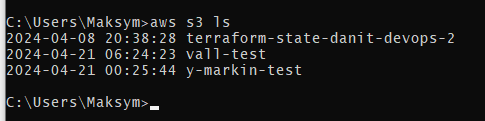 C:\Users\Maksym>aws s3 ls
2024-04-08 20:38:28 terraform-state-danit-devops-2
2024-04-21 06:24:23 vall-test
2024-04-21 00:25:44 y-markin-test
C:\Users\Maksym>